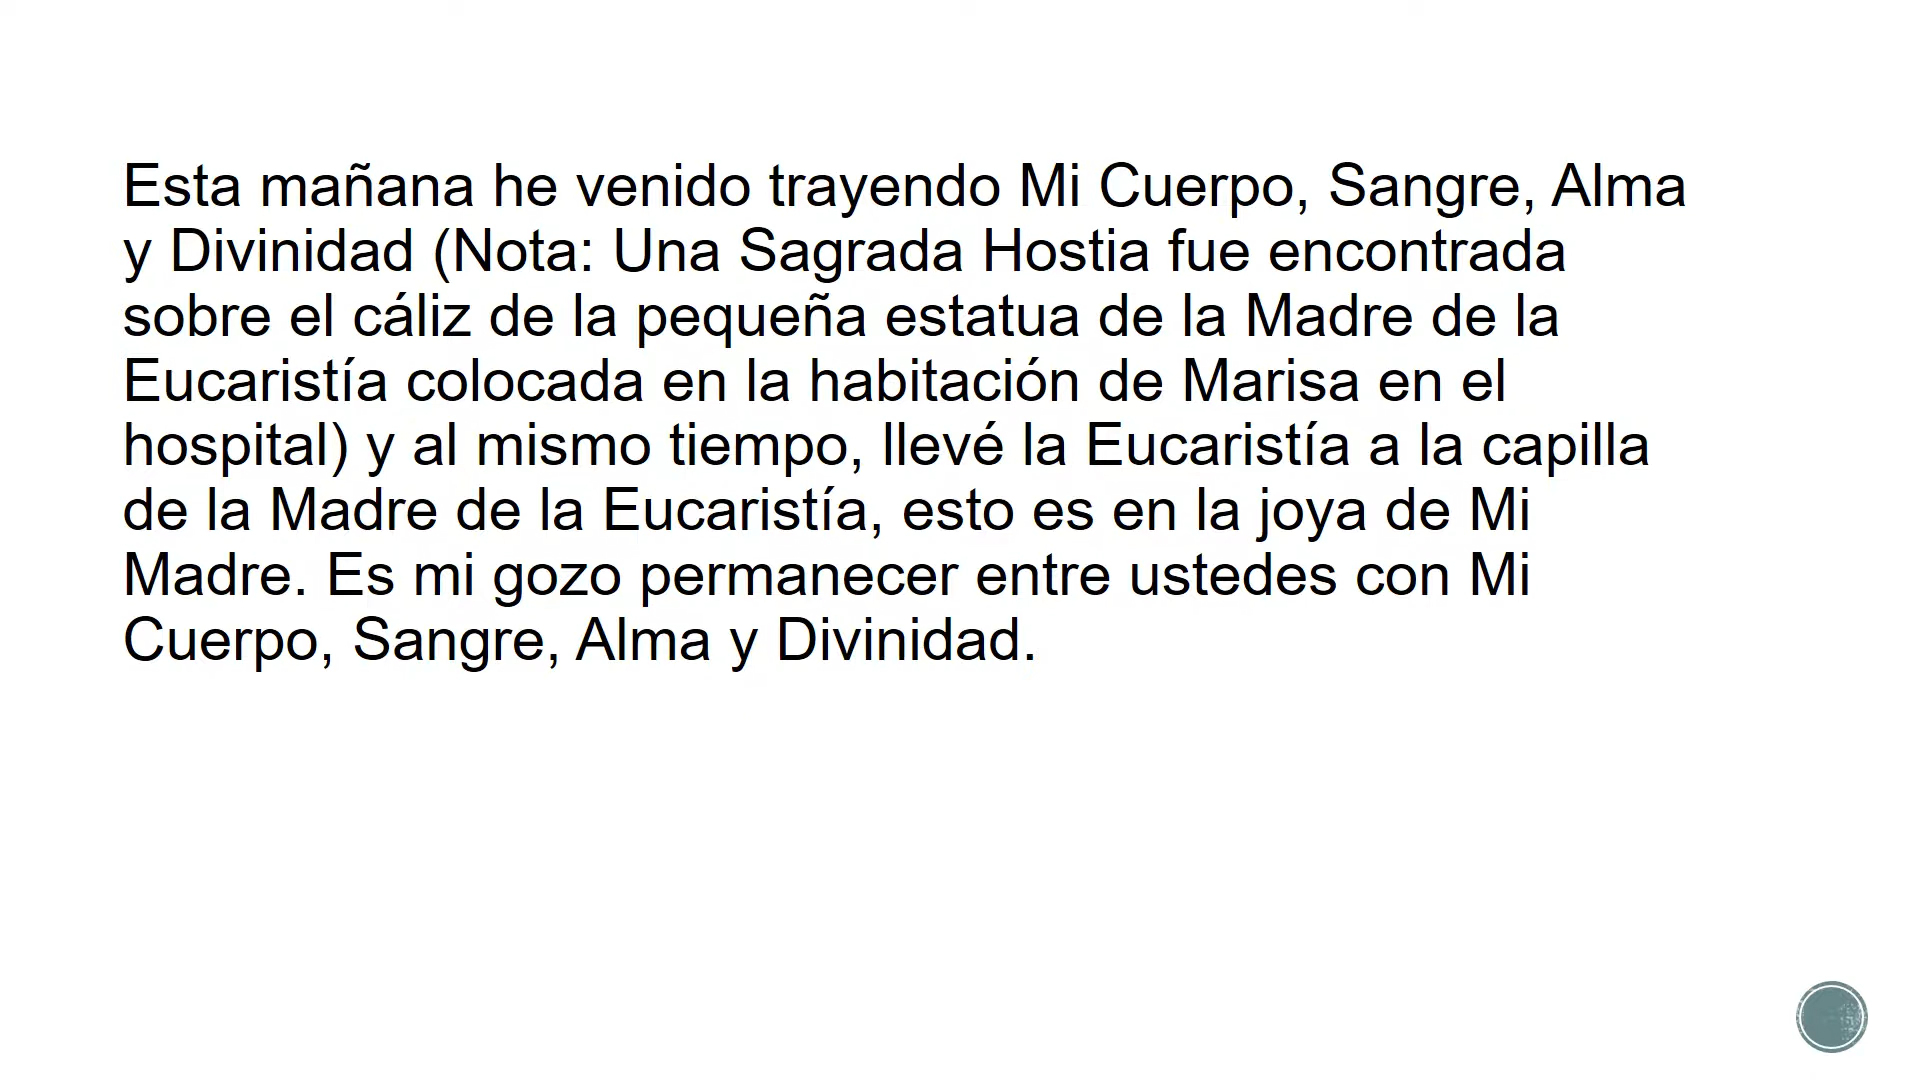 Esta mañana he venido trayendo Mi Cuerpo, Sangre, Alma
y Divinidad (Nota: Una Sagrada Hostia fue encontrada
sobre el cáliz de la pequeña estatua de la Madre de la
Eucaristía colocada en la habitación de Marisa en el
hospital) y al mismo tiempo, llevé la Eucaristía a la capilla
de la Madre de la Eucaristía, esto es en la joya de Mi
Madre. Es mi gozo permanecer entre ustedes con Mi
Cuerpo, Sangre, Alma y Divinidad.